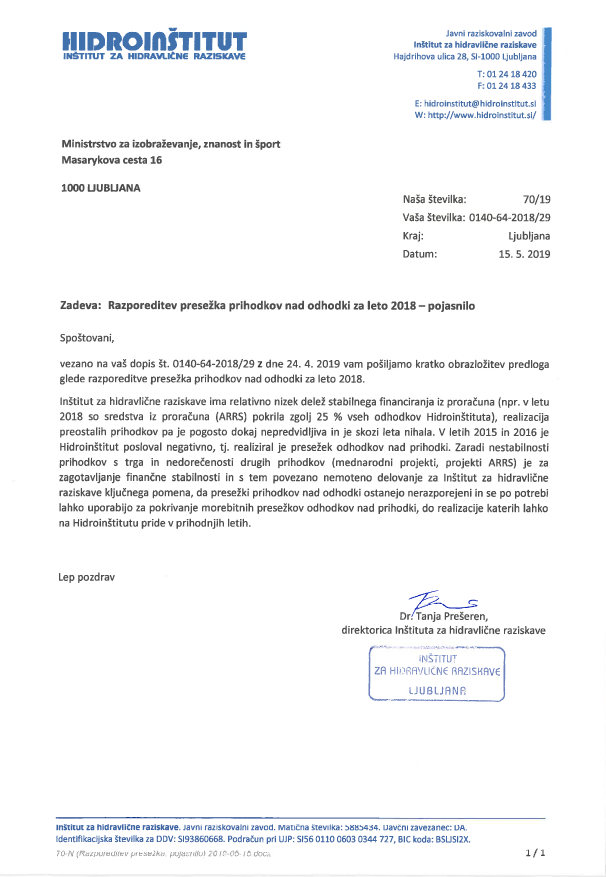 HIDROINŠTITUT
INŠTITUT ZA HIDRAVLIČNE RAZISKAVE
Javni raziskovalni zavod
Inštitut za hidravlične raziskave
Hajdrihova ulica 28, SI-1000 Ljubljana
T: 01 24 18 420
F: 01 24 18 433
E: hidroinstitut@hidroinstitut.si
W: http://www.hidroinstitut.si/
Ministrstvo za izobraževanje, znanost in šport
Masarykova cesta 16
1000 LJUBLJANA
Naša številka: 70/19
Vaša številka: 0140-64-2018/29
Kraj: Ljubljana
Datum: 15. 5. 2019
Zadeva: Razporeditev presežka prihodkov nad odhodki za leto 2018 – pojasnilo
Spoštovani,
vezano na vaš dopis št. 0140-64-2018/29 z dne 24. 4. 2019 vam pošiljamo kratko obrazložitev predloga
glede razporeditve presežka prihodkov nad odhodki za leto 2018.
Inštitut za hidravlične raziskave ima relativno nizek delež stabilnega financiranja iz proračuna (npr. v letu
2018 so sredstva iz proračuna (ARRS) pokrila zgolj 25 % vseh odhodkov Hidroinštituta), realizacija
preostalih prihodkov pa je pogosto dokaj nepredvidljiva in je skozi leta nihala. V letih 2015 in 2016 je
Hidroinštitut posloval negativno, tj. realiziral je presežek odhodkov nad prihodki. Zaradi nestabilnosti
prihodkov s trga in nedorečenosti drugih prihodkov (mednarodni projekti, projekti ARRS) je za
zagotavljanje finančne stabilnosti in s tem povezano nemoteno delovanje za Inštitut za hidravlične
raziskave ključnega pomena, da presežki prihodkov nad odhodki ostanejo nerazporejeni in se po potrebi
lahko uporabijo za pokrivanje morebitnih presežkov odhodkov nad prihodki, do realizacije katerih lahko
na Hidroinštitutu pride v prihodnjih letih.
Lep pozdrav
Dr. Tanja Prešeren,
direktorica Inštituta za hidravlične raziskave
INŠTITUT
ZA HIDRAVLIČNE RAZISKAVE
LJUBLJANA
Inštitut za hidravlične raziskave. Javni raziskovalni zavod. Matična številka: 5885434. Davčni zavezanec: DA.
Identifikacijska številka za DDV: SI93860668. Podračun pri UJP: SI56 0110 0603 0344 727, BIC koda: BSLJSI2X.
70-N (Razporeditev presežka, pojasnilo) 2019-05-15.docx
1 / 1